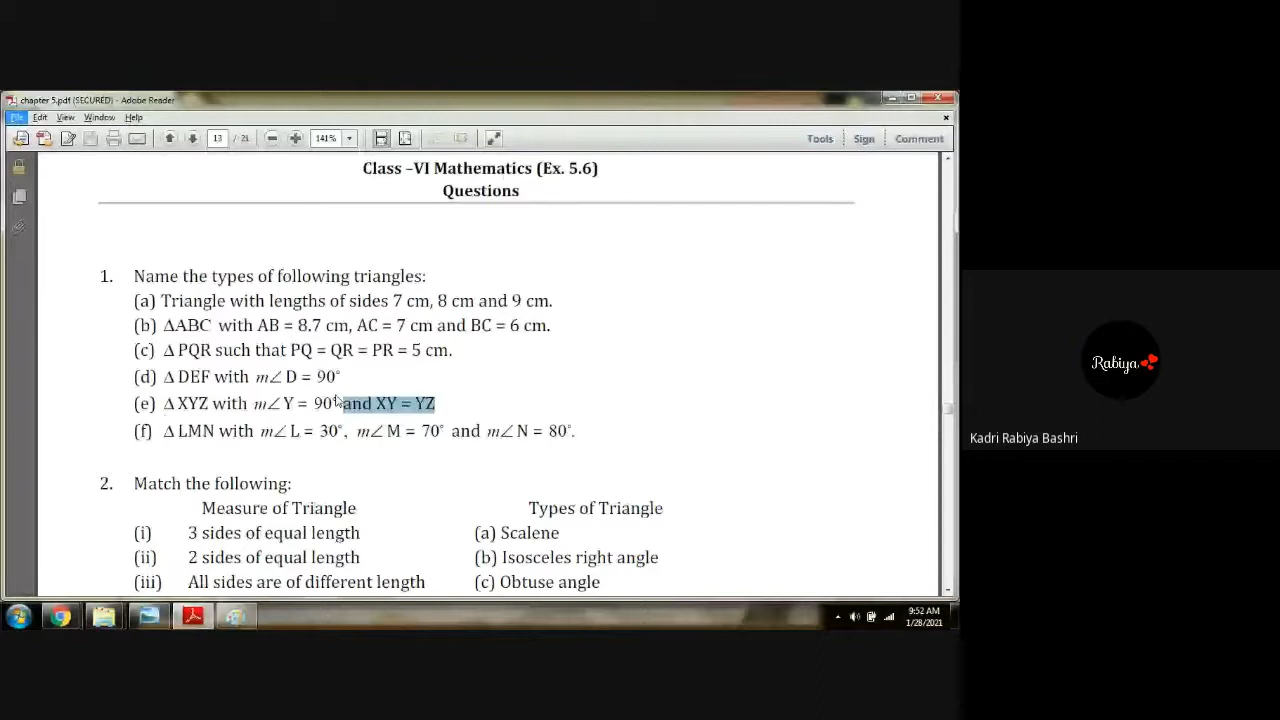 chapter 5.pdf (SECURED) - Adobe Reader
File Edit View Window Help
13 / 21 141% Tools Sign Comment
Class –VI Mathematics (Ex. 5.6)
Questions
1. Name the types of following triangles:
(a) Triangle with lengths of sides 7 cm, 8 cm and 9 cm.
(b) ΔABC with AB = 8.7 cm, AC = 7 cm and BC = 6 cm.
(c) Δ PQR such that PQ = QR = PR = 5 cm.
(d) Δ DEF with m∠ D = 90°
(e) Δ XYZ with m∠ Y = 90° and XY = YZ
(f) Δ LMN with m∠ L = 30°, m∠ M = 70° and m∠ N = 80°.
Rabiya
Kadri Rabiya Bashri
2. Match the following:
Measure of Triangle Types of Triangle
(i) 3 sides of equal length (a) Scalene
(ii) 2 sides of equal length (b) Isosceles right angle
(iii) All sides are of different length (c) Obtuse angle
9:52 AM
1/28/2021